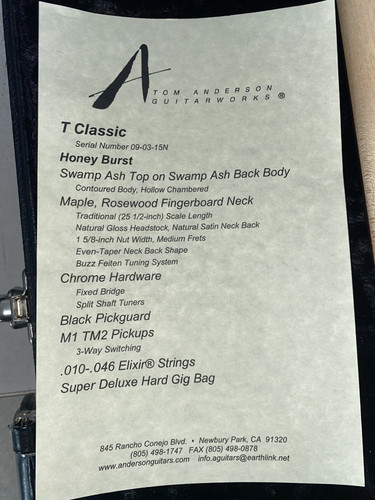 A
TOM ANDERSON
GUITARWORKS ®
T Classic
Serial Number 09-03-15N
Honey Burst
Swamp Ash Top on Swamp Ash Back Body
Contoured Body, Hollow Chambered
Maple, Rosewood Fingerboard Neck
Traditional (25 1/2-inch) Scale Length
Natural Gloss Headstock, Natural Satin Neck Back
1 5/8-inch Nut Width, Medium Frets
Even-Taper Neck Back Shape
Buzz Feiten Tuning System
Chrome Hardware
Fixed Bridge
Split Shaft Tuners
Black Pickguard
M1 TM2 Pickups
3-Way Switching
.010-.046 Elixir® Strings
Super Deluxe Hard Gig Bag
845 Rancho Conejo Blvd. • Newbury Park, CA 91320
(805) 498-1747 FAX (805) 498-0878
www.andersonguitars.com info.aguitars@earthlink.net